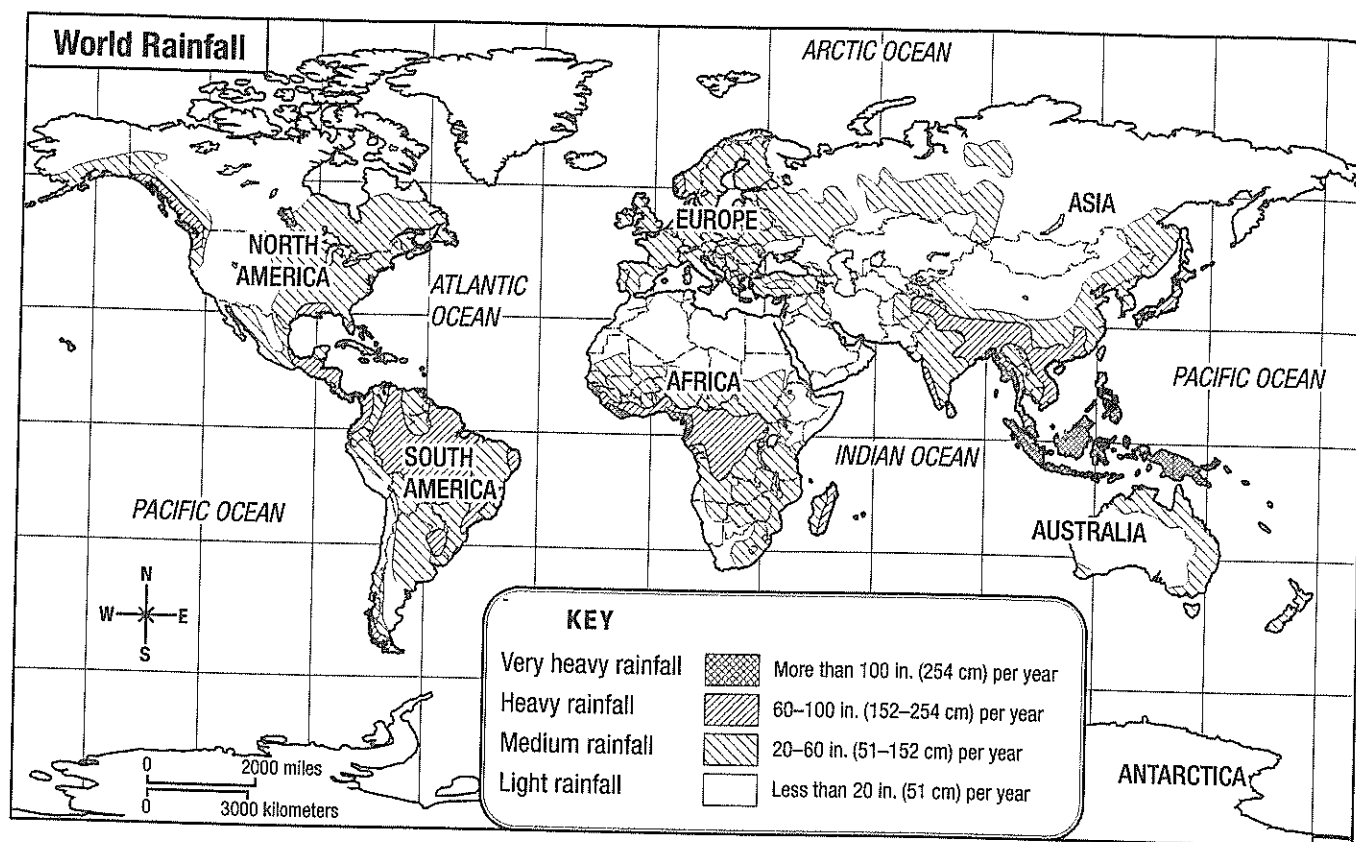 World Rainfall
ARCTIC OCEAN
NORTH
AMERICA
EUROPE
ASIA
ATLANTIC
OCEAN
AFRICA
PACIFIC OCEAN
SOUTH
AMERICA
INDIAN OCEAN
PACIFIC OCEAN
AUSTRALIA
N
W
E
S
KEY
Very heavy rainfall More than 100 in. (254 cm) per year
Heavy rainfall 60–100 in. (152–254 cm) per year
Medium rainfall 20–60 in. (51–152 cm) per year
Light rainfall Less than 20 in. (51 cm) per year
0 2000 miles
0 3000 kilometers
ANTARCTICA